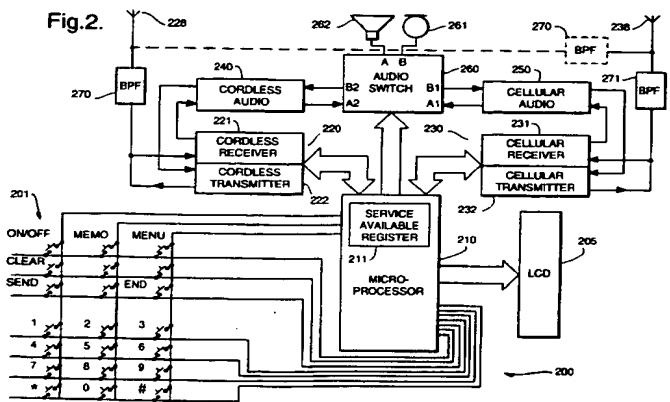 Fig.2.
228
262
261
238
A B
270
BPF
270
BPF
240
CORDLESS
AUDIO
B2
A2
AUDIO
SWITCH
B1
A1
260
250
CELLULAR
AUDIO
271
BPF
221
CORDLESS
RECEIVER
220
CORDLESS
TRANSMITTER
222
230
231
CELLULAR
RECEIVER
CELLULAR
TRANSMITTER
232
201
ON/OFF MEMO MENU
CLEAR
SEND END
1 2 3
4 5 6
7 8 9
* 0 #
SERVICE
AVAILABLE
REGISTER
211
MICRO-
PROCESSOR
210
205
LCD
200